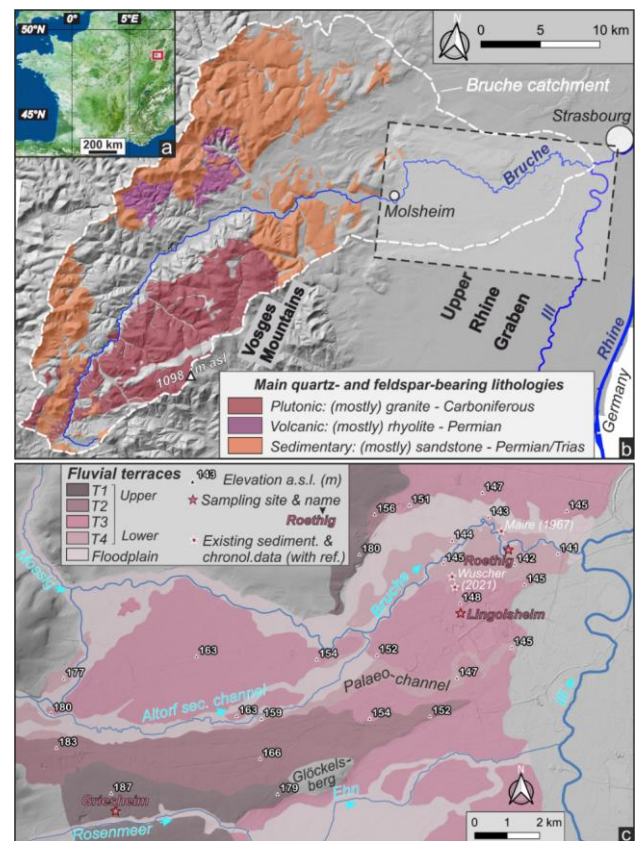 0°
5°E
50°N
45°N
200 km
a
N
0 5 10 km
Bruche catchment
Strasbourg
Bruche
Molsheim
Upper
Rhine
Graben
Ill
Rhine
Germany
Vosges
Mountains
1098 m asl
Main quartz- and feldspar-bearing lithologies
Plutonic: (mostly) granite - Carboniferous
Volcanic: (mostly) rhyolite - Permian
Sedimentary: (mostly) sandstone - Permian/Trias
b
Fluvial terraces
T1
T2
Upper
T3
T4
Lower
Floodplain
143 Elevation a.s.l. (m)
Sampling site & name
Roethig
Existing sediment. &
chronol.data (with ref.)
147
151
156
145
143
Maire (1967)
144
180
Roethig
142
141
145
Wuscher
(2021)
145
148
Lingolsheim
Mossig
Bruche
163
154
152
145
177
Palaeo-
channel
147
180
Altorf sec. channel
163
159
154
152
183
166
Glöckels-
berg
187
179
Griesheim
Ehn
Rosenmeer
Ill
N
0 1 2 km
c